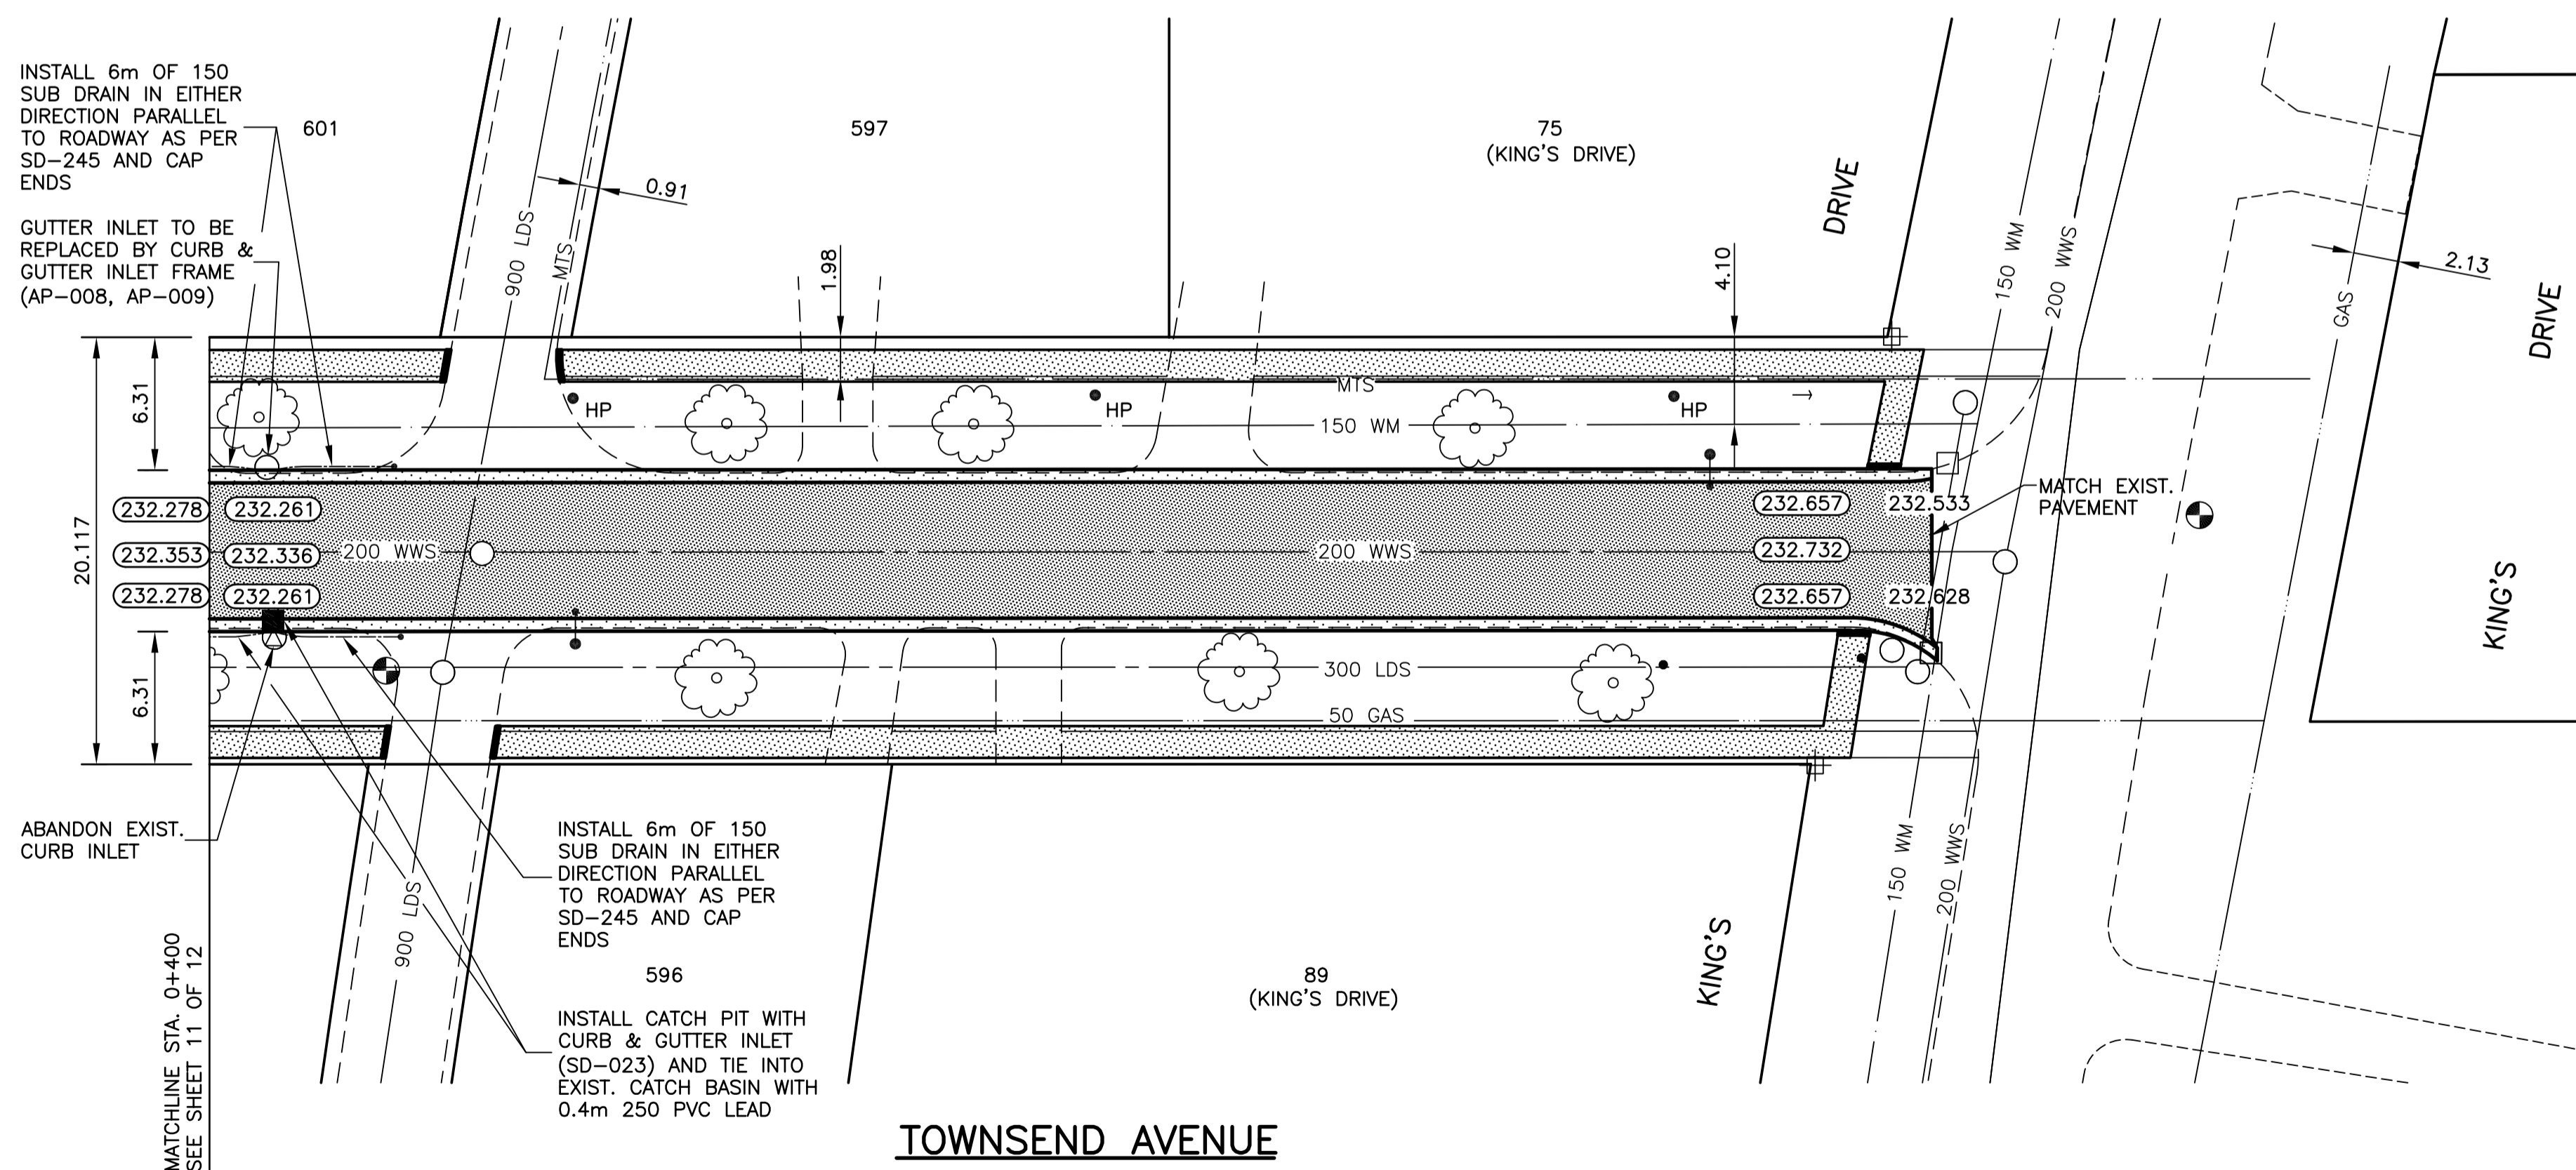 INSTALL 6m OF 150
SUB DRAIN IN EITHER
DIRECTION PARALLEL
TO ROADWAY AS PER
SD-245 AND CAP
ENDS
GUTTER INLET TO BE
REPLACED BY CURB &
GUTTER INLET FRAME
(AP-008, AP-009)
601
597
75
(KING'S DRIVE)
DRIVE
0.91
900 LDS
MTS
1.98
4.10
150 WM
200 WWS
GAS
2.13
DRIVE
KING'S
6.31
20.117
6.31
HP
HP
HP
MTS
150 WM
232.278
232.261
232.657
232.533
MATCH EXIST.
PAVEMENT
232.353
232.336
200 WWS
200 WWS
232.732
232.278
232.261
232.657
232.628
300 LDS
50 GAS
ABANDON EXIST.
CURB INLET
900 LDS
INSTALL 6m OF 150
SUB DRAIN IN EITHER
DIRECTION PARALLEL
TO ROADWAY AS PER
SD-245 AND CAP
ENDS
596
INSTALL CATCH PIT WITH
CURB & GUTTER INLET
(SD-023) AND TIE INTO
EXIST. CATCH BASIN WITH
0.4m 250 PVC LEAD
89
(KING'S DRIVE)
KING'S
150 WM
200 WWS
MATCHLINE STA. 0+400
SEE SHEET 11 OF 12
TOWNSEND AVENUE